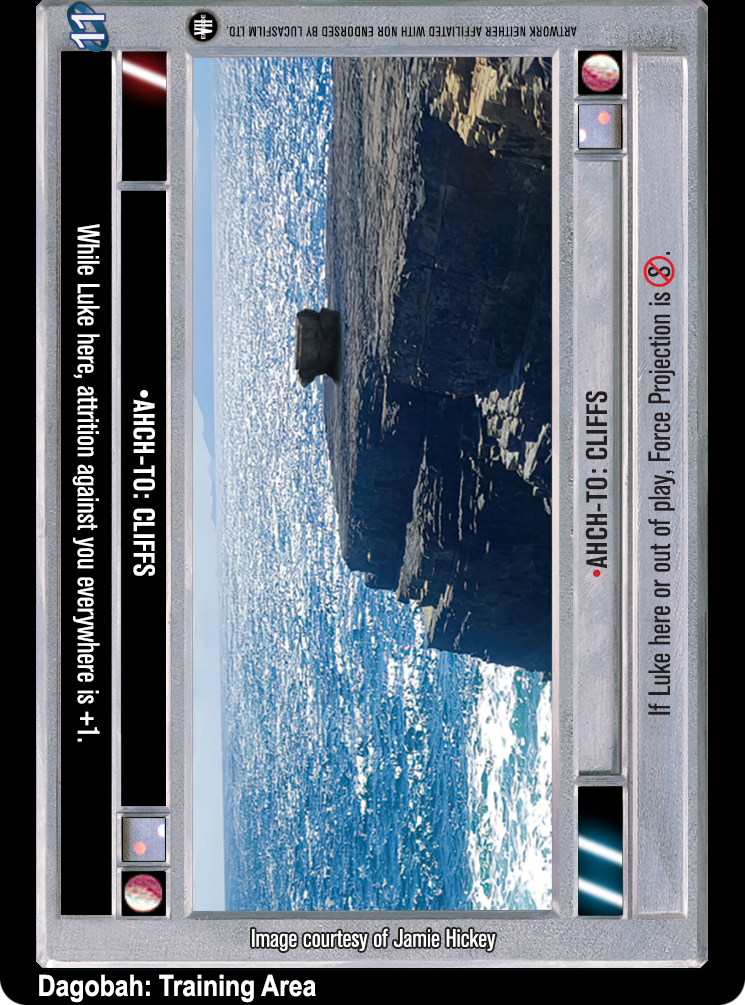 11
ARTWORK NEITHER AFFILIATED WITH NOR ENDORSED BY LUCASFILM LTD.
While Luke here, attrition against you everywhere is +1.
•AHCH-TO: CLIFFS
•AHCH-TO: CLIFFS
If Luke here or out of play, Force Projection is 8.
Image courtesy of Jamie Hickey
Dagobah: Training Area